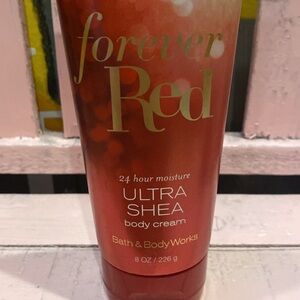 forever
Red
24 hour moisture
ULTRA
SHEA
body cream
Bath & Body Works
8 OZ / 226 g